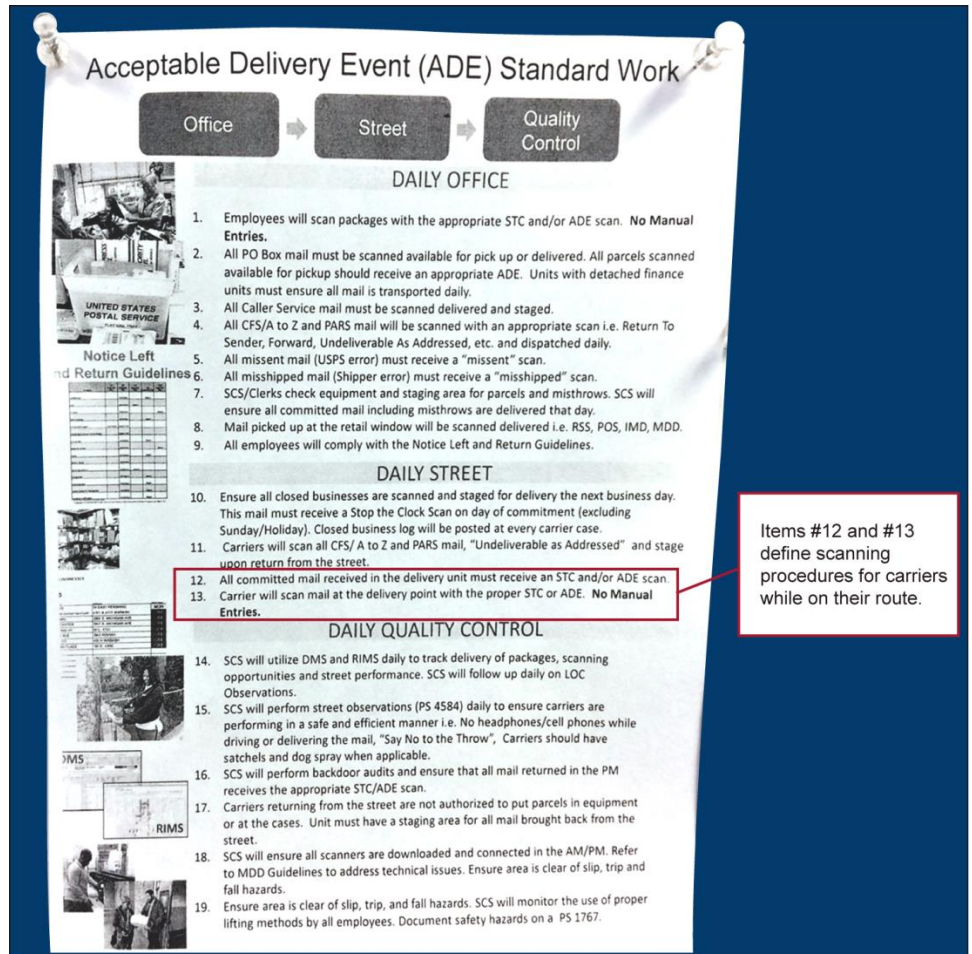 Acceptable Delivery Event (ADE) Standard Work
Office
Street
Quality
Control
DAILY OFFICE
1. Employees will scan packages with the appropriate STC and/or ADE scan. No Manual
Entries.
2. All PO Box mail must be scanned available for pick up or delivered. All parcels scanned
available for pickup should receive an appropriate ADE. Units with detached finance
units must ensure all mail is transported daily.
3. All Caller Service mail must be scanned delivered and staged.
4. All CFS/A to Z and PARS mail will be scanned with an appropriate scan i.e. Return To
Sender, Forward, Undeliverable As Addressed, etc. and dispatched daily.
5. All missent mail (USPS error) must receive a “missent” scan.
6. All misshipped mail (Shipper error) must receive a “misshipped” scan.
7. SCS/Clerks check equipment and staging area for parcels and misthrows. SCS will
ensure all committed mail including misthrows are delivered that day.
8. Mail picked up at the retail window will be scanned delivered i.e. RSS, POS, IMD, MDD.
9. All employees will comply with the Notice Left and Return Guidelines.
UNITED STATES
POSTAL SERVICE
Notice Left
nd Return Guidelines
DAILY STREET
10. Ensure all closed businesses are scanned and staged for delivery the next business day.
This mail must receive a Stop the Clock Scan on day of commitment (excluding
Sunday/Holiday). Closed business log will be posted at every carrier case.
11. Carriers will scan all CFS/ A to Z and PARS mail, “Undeliverable as Addressed” and stage
upon return from the street.
12. All committed mail received in the delivery unit must receive an STC and/or ADE scan.
13. Carrier will scan mail at the delivery point with the proper STC or ADE. No Manual
Entries.
Items #12 and #13
define scanning
procedures for carriers
while on their route.
DAILY QUALITY CONTROL
14. SCS will utilize DMS and RIMS daily to track delivery of packages, scanning
opportunities and street performance. SCS will follow up daily on LOC
Observations.
15. SCS will perform street observations (PS 4584) daily to ensure carriers are
performing in a safe and efficient manner i.e. No headphones/cell phones while
driving or delivering the mail, “Say No to the Throw”, Carriers should have
satchels and dog spray when applicable.
16. SCS will perform backdoor audits and ensure that all mail returned in the PM
receives the appropriate STC/ADE scan.
17. Carriers returning from the street are not authorized to put parcels in equipment
or at the cases. Unit must have a staging area for all mail brought back from the
street.
18. SCS will ensure all scanners are downloaded and connected in the AM/PM. Refer
to MDD Guidelines to address technical issues. Ensure area is clear of slip, trip and
fall hazards.
19. Ensure area is clear of slip, trip, and fall hazards. SCS will monitor the use of proper
lifting methods by all employees. Document safety hazards on a PS 1767.
DMS
RIMS